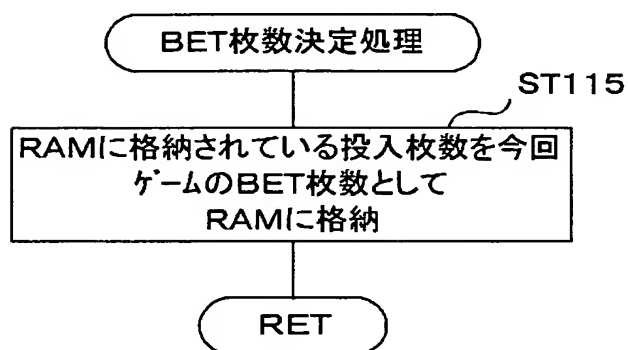 BET枚数決定処理
ST115
RAMに格納されている投入枚数を今回
ゲームのBET枚数として
RAMに格納
RET